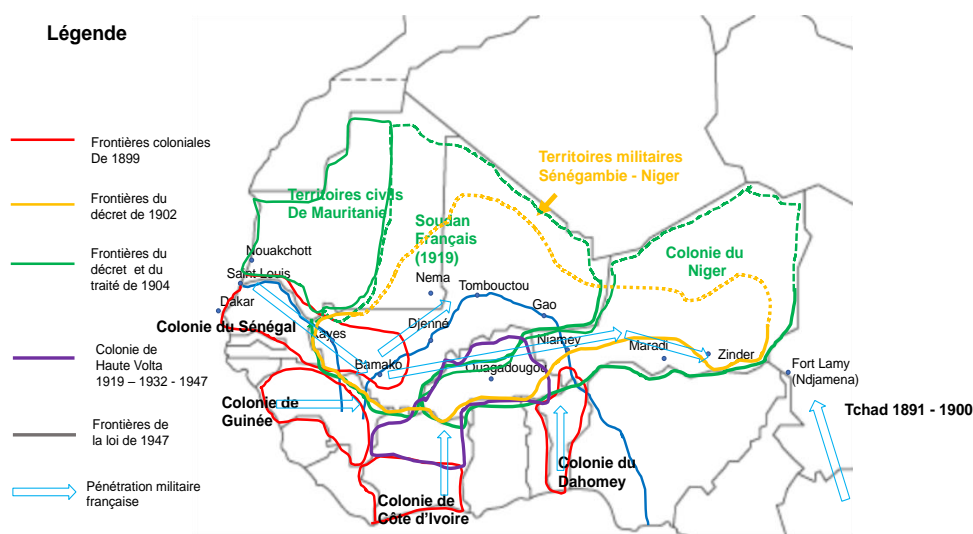 Légende
Frontières coloniales
De 1899
Frontières du
décret de 1902
Frontières du
décret et du
traité de 1904
Colonie de
Haute Volta
1919 – 1932 - 1947
Frontières de
la loi de 1947
Pénétration militaire
française
Territoires militaires
Sénégambie - Niger
Territoires civils
De Mauritanie
Soudan
Français
(1919)
Colonie du
Niger
Nouakchott
Saint Louis
Dakar
Nema
Tombouctou
Gao
Colonie du Sénégal
Kayes
Djenné
Niamey
Maradi
Zinder
Bamako
Ouagadougou
Fort Lamy
(Ndjamena)
Colonie de
Guinée
Tchad 1891 - 1900
Colonie du
Dahomey
Colonie de
Côte d'Ivoire